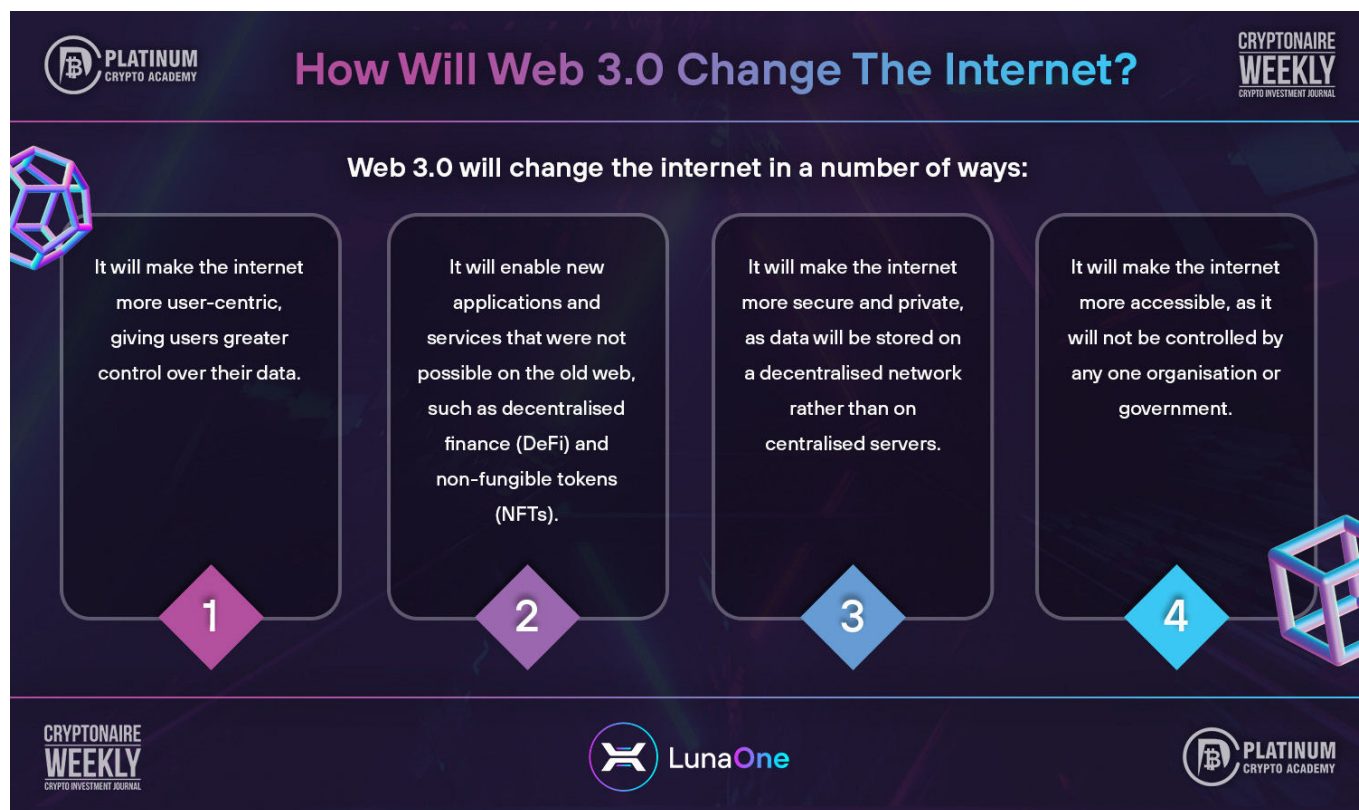 PLATINUM
CRYPTO ACADEMY
How Will Web 3.0 Change The Internet?
CRYPTONAIRE
WEEKLY
CRYPTO INVESTMENT JOURNAL
Web 3.0 will change the internet in a number of ways:
It will make the internet
more user-centric,
giving users greater
control over their data.
1
It will enable new
applications and
services that were not
possible on the old web,
such as decentralised
finance (DeFi) and
non-fungible tokens
(NFTs).
2
It will make the internet
more secure and private,
as data will be stored on
a decentralised network
rather than on
centralised servers.
3
It will make the internet
more accessible, as it
will not be controlled by
any one organisation or
government.
4
CRYPTONAIRE
WEEKLY
CRYPTO INVESTMENT JOURNAL
LunaOne
PLATINUM
CRYPTO ACADEMY